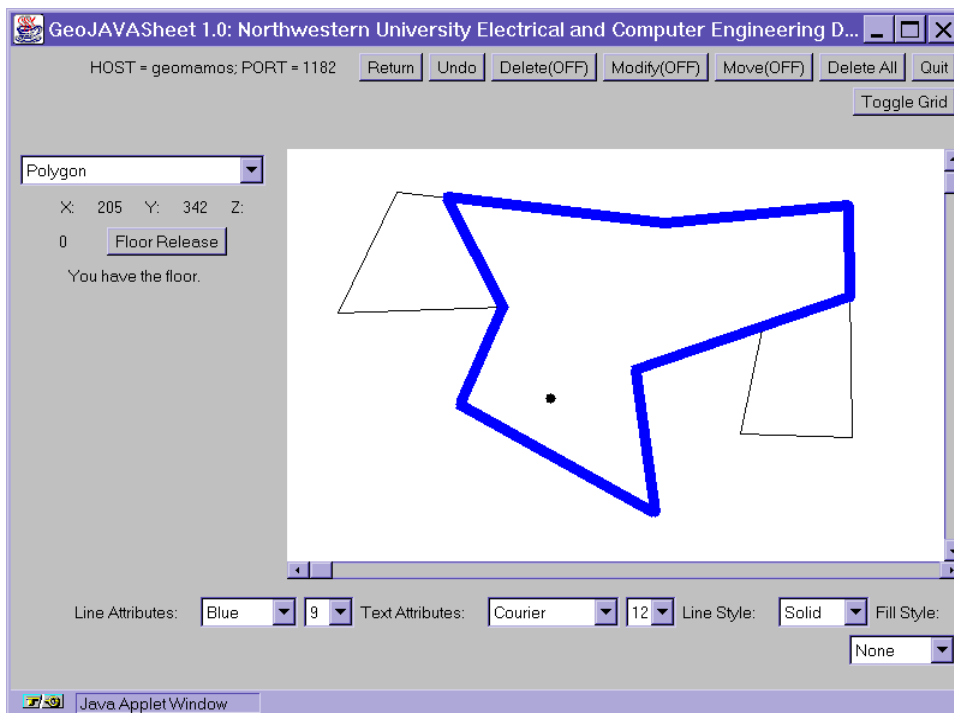 GeoJAVASheet 1.0: Northwestern University Electrical and Computer Engineering D...
HOST = geomamos; PORT = 1182 Return Undo Delete(OFF) Modify(OFF) Move(OFF) Delete All Quit
Toggle Grid
Polygon
X: 205 Y: 342 Z:
0 Floor Release
You have the floor.
Line Attributes: Blue 9 Text Attributes: Courier 12 Line Style: Solid Fill Style:
None
Java Applet Window